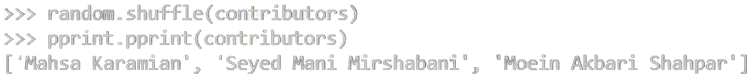 >>> random.shuffle(contributors)
>>> pprint.pprint(contributors)
['Mahsa Karamian', 'Seyed Mani Mirshabani', 'Moein Akbari Shahpar']